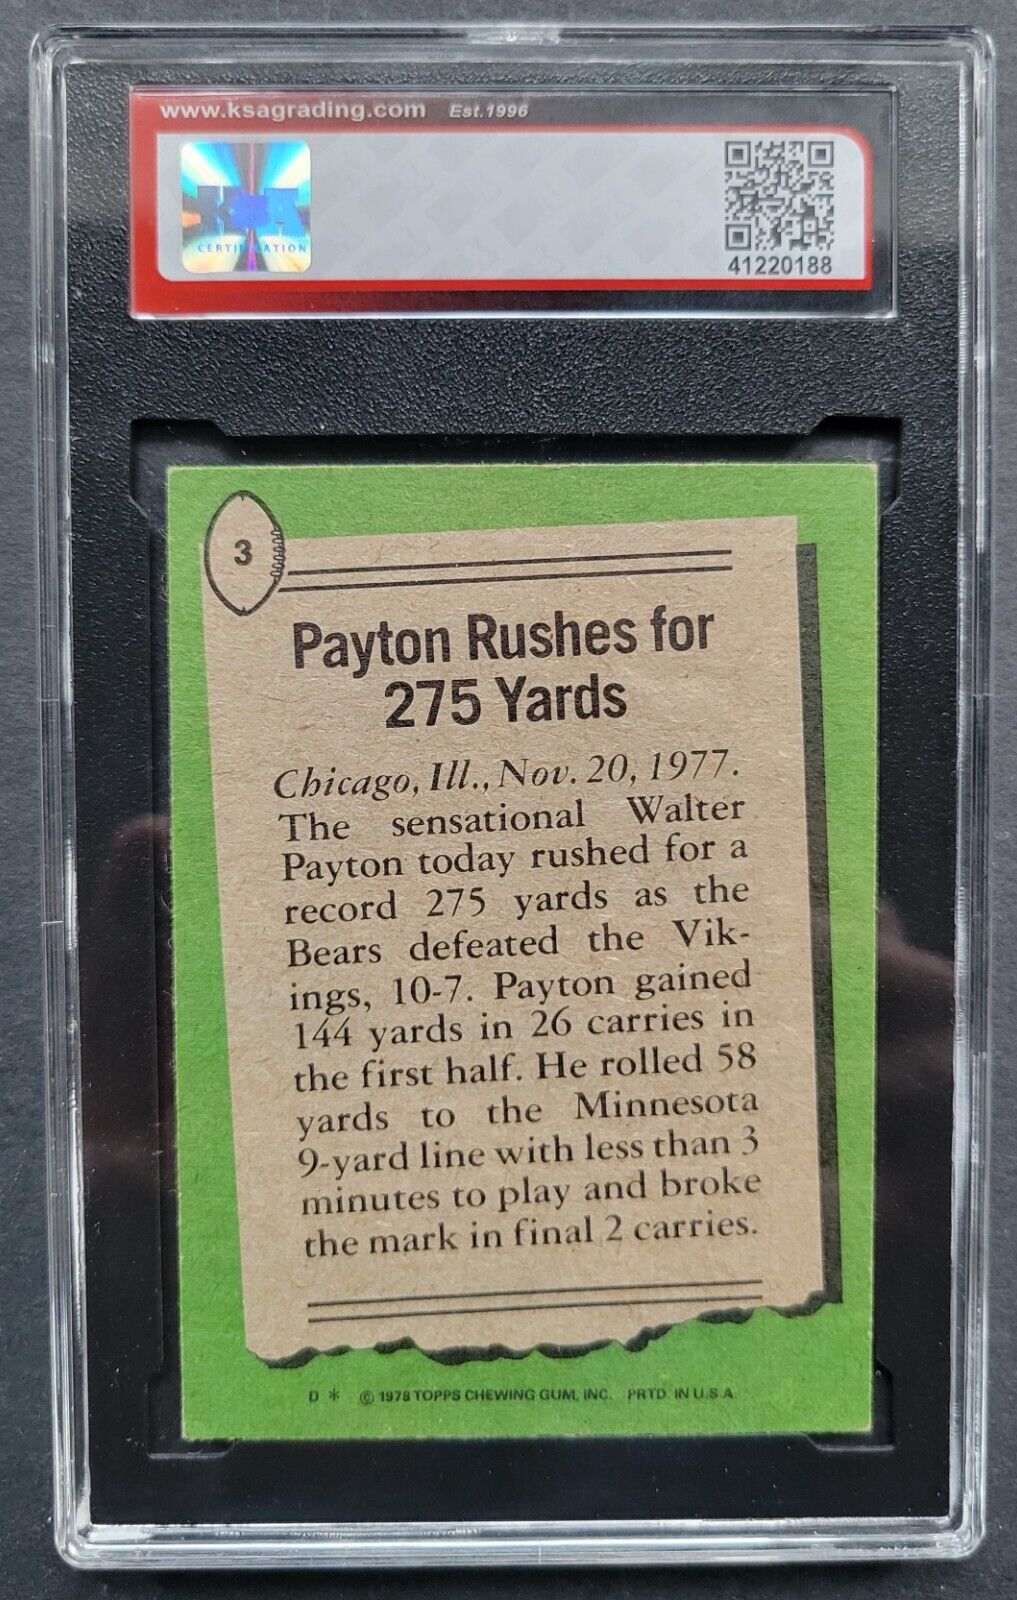 www.ksagrading.com Est.1996
KSA
CERTIFICATION
41220188
3
Payton Rushes for
275 Yards
Chicago, Ill., Nov. 20, 1977.
The sensational Walter
Payton today rushed for a
record 275 yards as the
Bears defeated the Vik-
ings, 10-7. Payton gained
144 yards in 26 carries in
the first half. He rolled 58
yards to the Minnesota
9-yard line with less than 3
minutes to play and broke
the mark in final 2 carries.
D * © 1978 TOPPS CHEWING GUM, INC. PRTD. IN U.S.A.